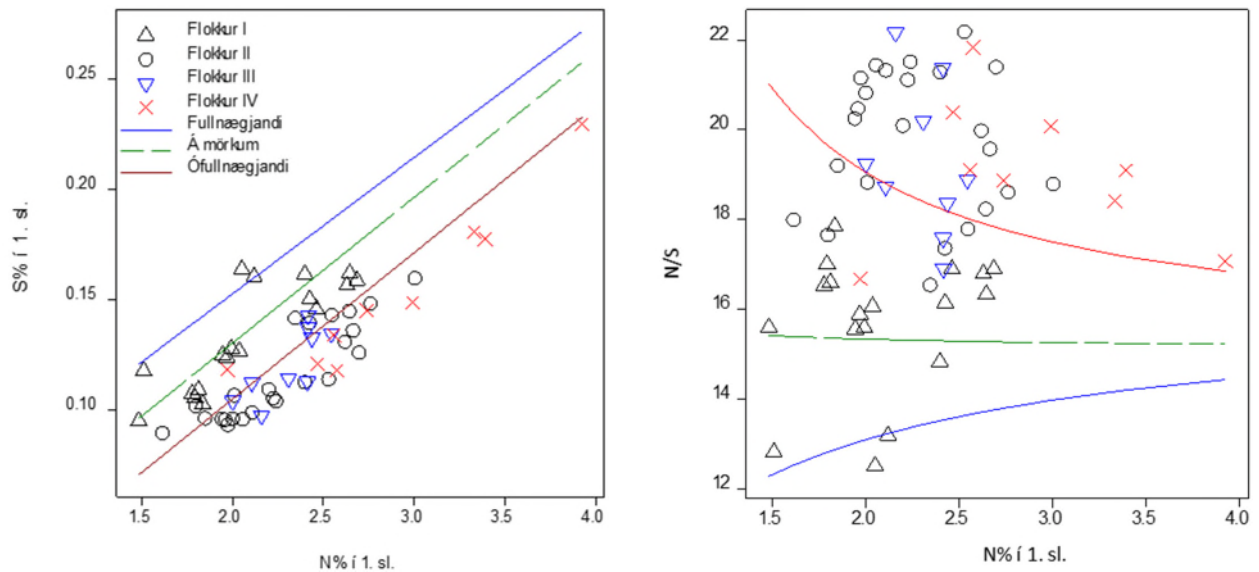 Flokkur I
Flokkur II
Flokkur III
Flokkur IV
Fullnægjandi
Á mörkum
Ófullnægjandi
0.25
0.20
0.15
0.10
S% í 1. sl.
1.5 2.0 2.5 3.0 3.5 4.0
N% í 1. sl.
22
20
18
16
14
12
N/S
1.5 2.0 2.5 3.0 3.5 4.0
N% í 1. sl.